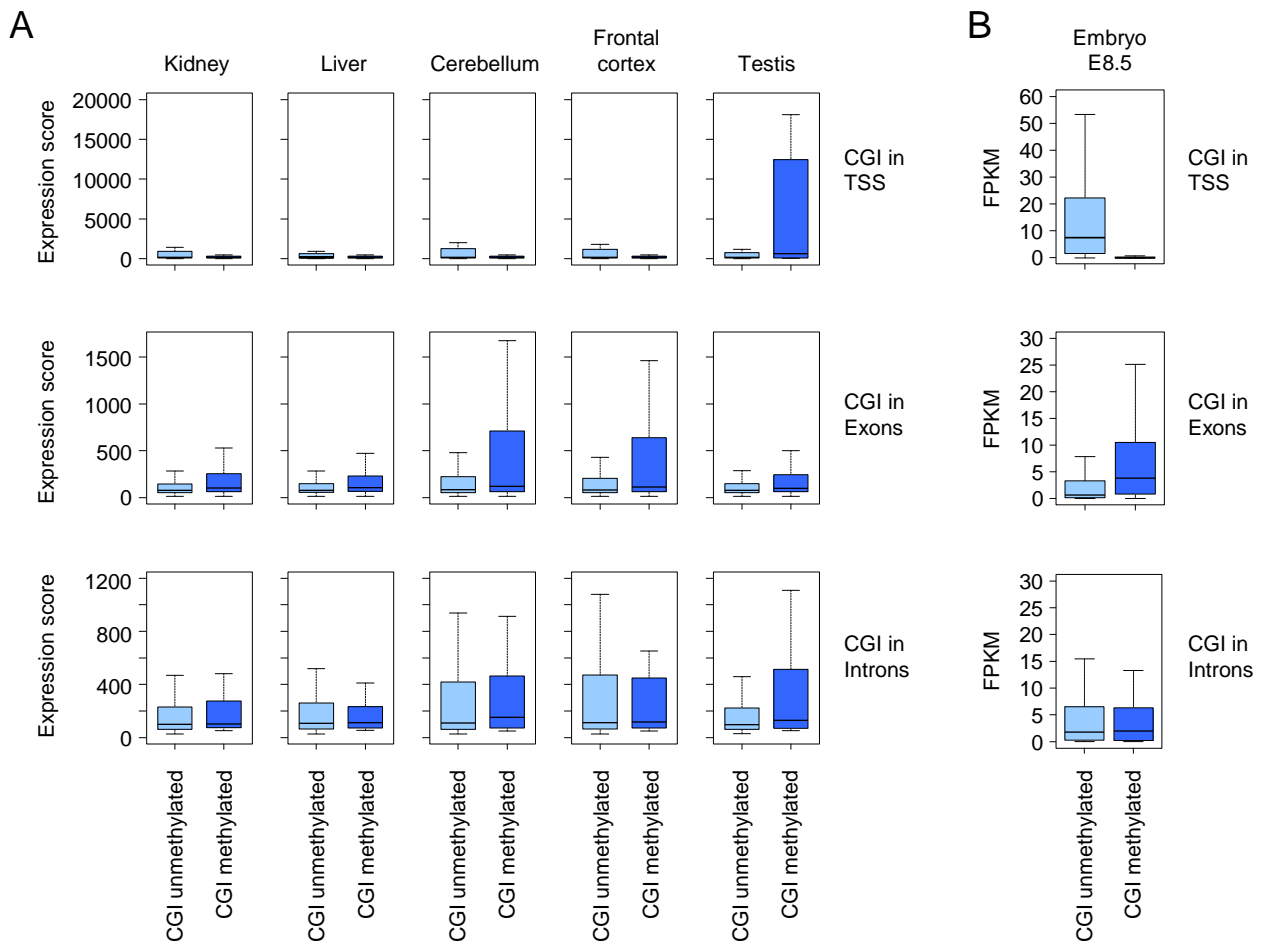 A
B
Kidney
Liver
Cerebellum
Frontal
cortex
Testis
Embryo
E8.5
Expression score
20000
15000
10000
5000
0
CGI in
TSS
FPKM
60
50
40
30
20
10
0
CGI in
TSS
Expression score
1500
1000
500
0
CGI in
Exons
FPKM
30
25
20
15
10
5
0
CGI in
Exons
Expression score
1200
800
400
0
CGI in
Introns
FPKM
30
25
20
15
10
5
0
CGI in
Introns
CGI unmethylated
CGI methylated
CGI unmethylated
CGI methylated
CGI unmethylated
CGI methylated
CGI unmethylated
CGI methylated
CGI unmethylated
CGI methylated
CGI unmethylated
CGI methylated